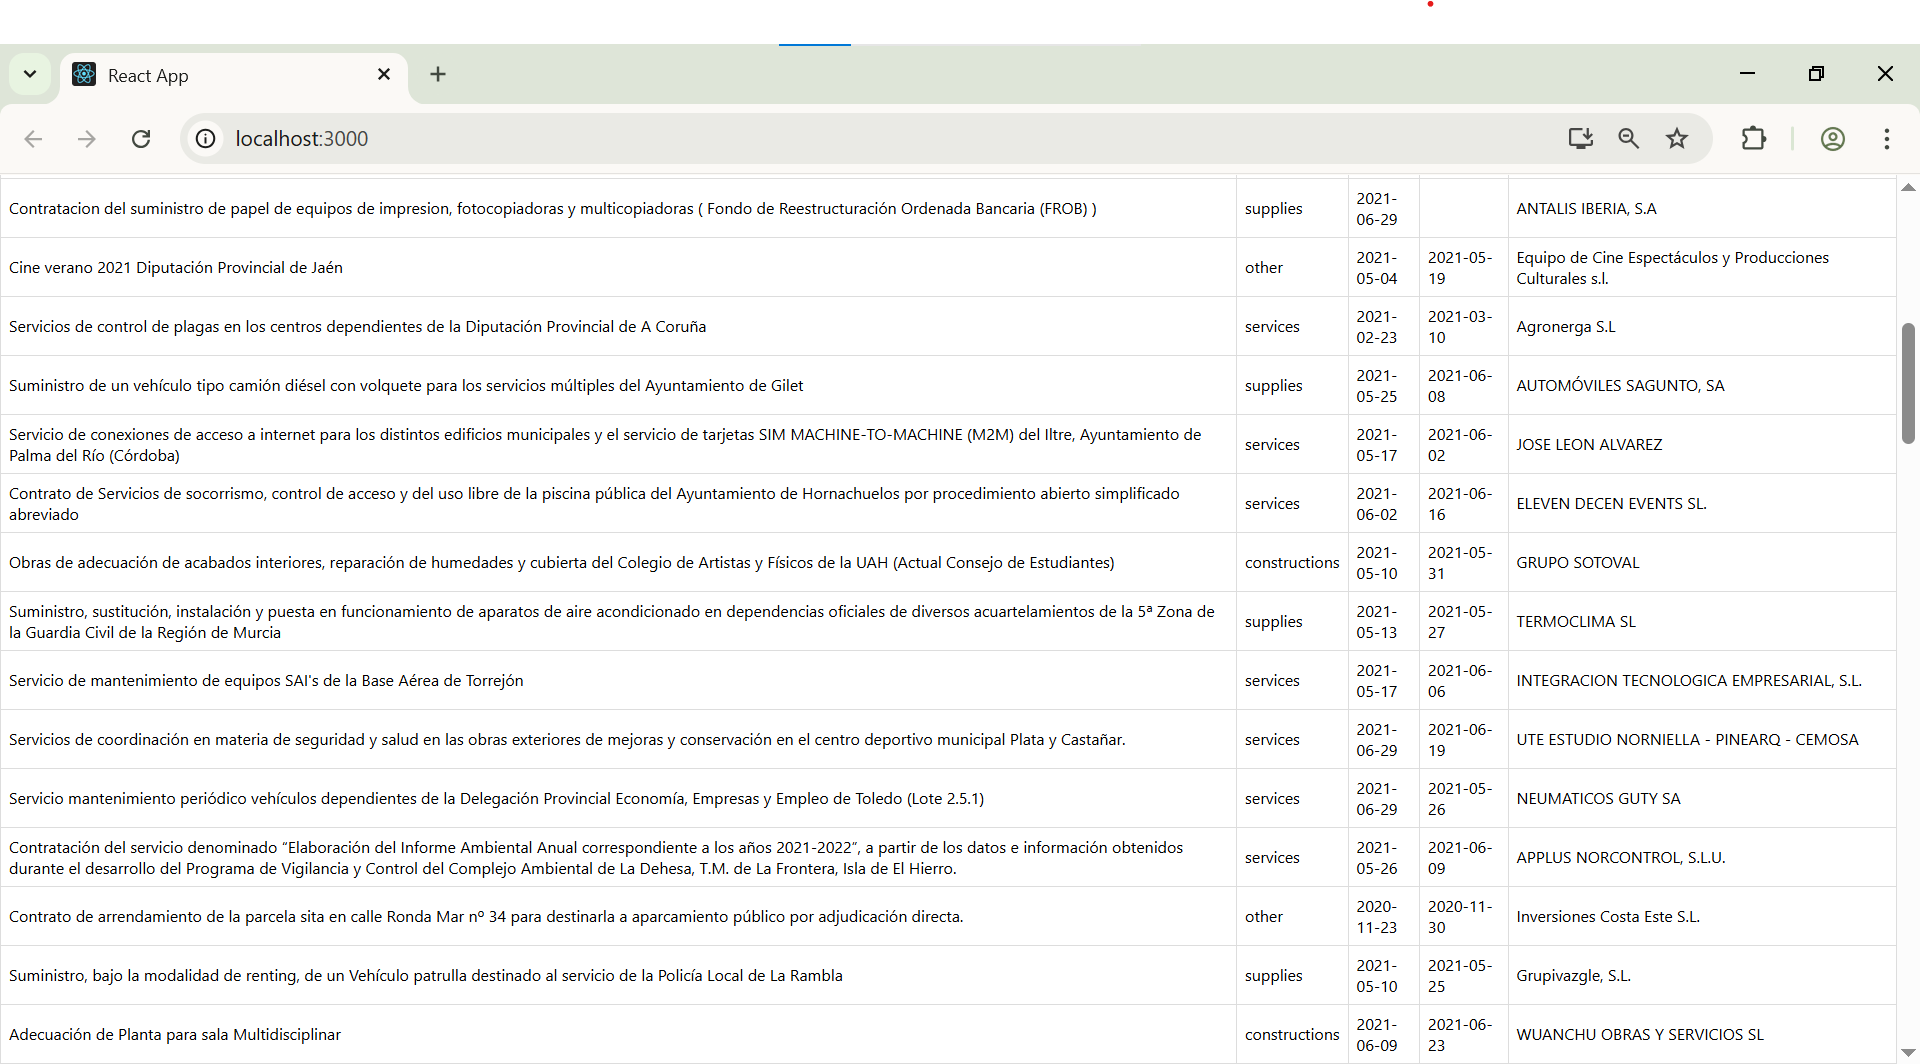 React App
localhost:3000
Contratacion del suministro de papel de equipos de impresion, fotocopiadoras y multicopiadoras ( Fondo de Reestructuración Ordenada Bancaria (FROB) )
supplies
2021-
06-29
ANTALIS IBERIA, S.A
Cine verano 2021 Diputación Provincial de Jaén
other
2021-
05-04
2021-05-
19
Equipo de Cine Espectáculos y Producciones
Culturales s.l.
Servicios de control de plagas en los centros dependientes de la Diputación Provincial de A Coruña
services
2021-
02-23
2021-03-
10
Agronerga S.L
Suministro de un vehículo tipo camión diésel con volquete para los servicios múltiples del Ayuntamiento de Gilet
supplies
2021-
05-25
2021-06-
08
AUTOMÓVILES SAGUNTO, SA
Servicio de conexiones de acceso a internet para los distintos edificios municipales y el servicio de tarjetas SIM MACHINE-TO-MACHINE (M2M) del Iltre, Ayuntamiento de
Palma del Río (Córdoba)
services
2021-
05-17
2021-06-
02
JOSE LEON ALVAREZ
Contrato de Servicios de socorrismo, control de acceso y del uso libre de la piscina pública del Ayuntamiento de Hornachuelos por procedimiento abierto simplificado
abreviado
services
2021-
06-02
2021-06-
16
ELEVEN DECEN EVENTS SL.
Obras de adecuación de acabados interiores, reparación de humedades y cubierta del Colegio de Artistas y Físicos de la UAH (Actual Consejo de Estudiantes)
constructions
2021-
05-10
2021-05-
31
GRUPO SOTOVAL
Suministro, sustitución, instalación y puesta en funcionamiento de aparatos de aire acondicionado en dependencias oficiales de diversos acuartelamientos de la 5ª Zona de
la Guardia Civil de la Región de Murcia
supplies
2021-
05-13
2021-05-
27
TERMOCLIMA SL
Servicio de mantenimiento de equipos SAI's de la Base Aérea de Torrejón
services
2021-
05-17
2021-06-
06
INTEGRACION TECNOLOGICA EMPRESARIAL, S.L.
Servicios de coordinación en materia de seguridad y salud en las obras exteriores de mejoras y conservación en el centro deportivo municipal Plata y Castañar.
services
2021-
06-29
2021-06-
19
UTE ESTUDIO NORNIELLA - PINEARQ - CEMOSA
Servicio mantenimiento periódico vehículos dependientes de la Delegación Provincial Economía, Empresas y Empleo de Toledo (Lote 2.5.1)
services
2021-
06-29
2021-05-
26
NEUMATICOS GUTY SA
Contratación del servicio denominado “Elaboración del Informe Ambiental Anual correspondiente a los años 2021-2022”, a partir de los datos e información obtenidos
durante el desarrollo del Programa de Vigilancia y Control del Complejo Ambiental de La Dehesa, T.M. de La Frontera, Isla de El Hierro.
services
2021-
05-26
2021-06-
09
APPLUS NORCONTROL, S.L.U.
Contrato de arrendamiento de la parcela sita en calle Ronda Mar nº 34 para destinarla a aparcamiento público por adjudicación directa.
other
2020-
11-23
2020-11-
30
Inversiones Costa Este S.L.
Suministro, bajo la modalidad de renting, de un Vehículo patrulla destinado al servicio de la Policía Local de La Rambla
supplies
2021-
05-10
2021-05-
25
Grupivazgle, S.L.
Adecuación de Planta para sala Multidisciplinar
constructions
2021-
06-09
2021-06-
23
WUANCHU OBRAS Y SERVICIOS SL